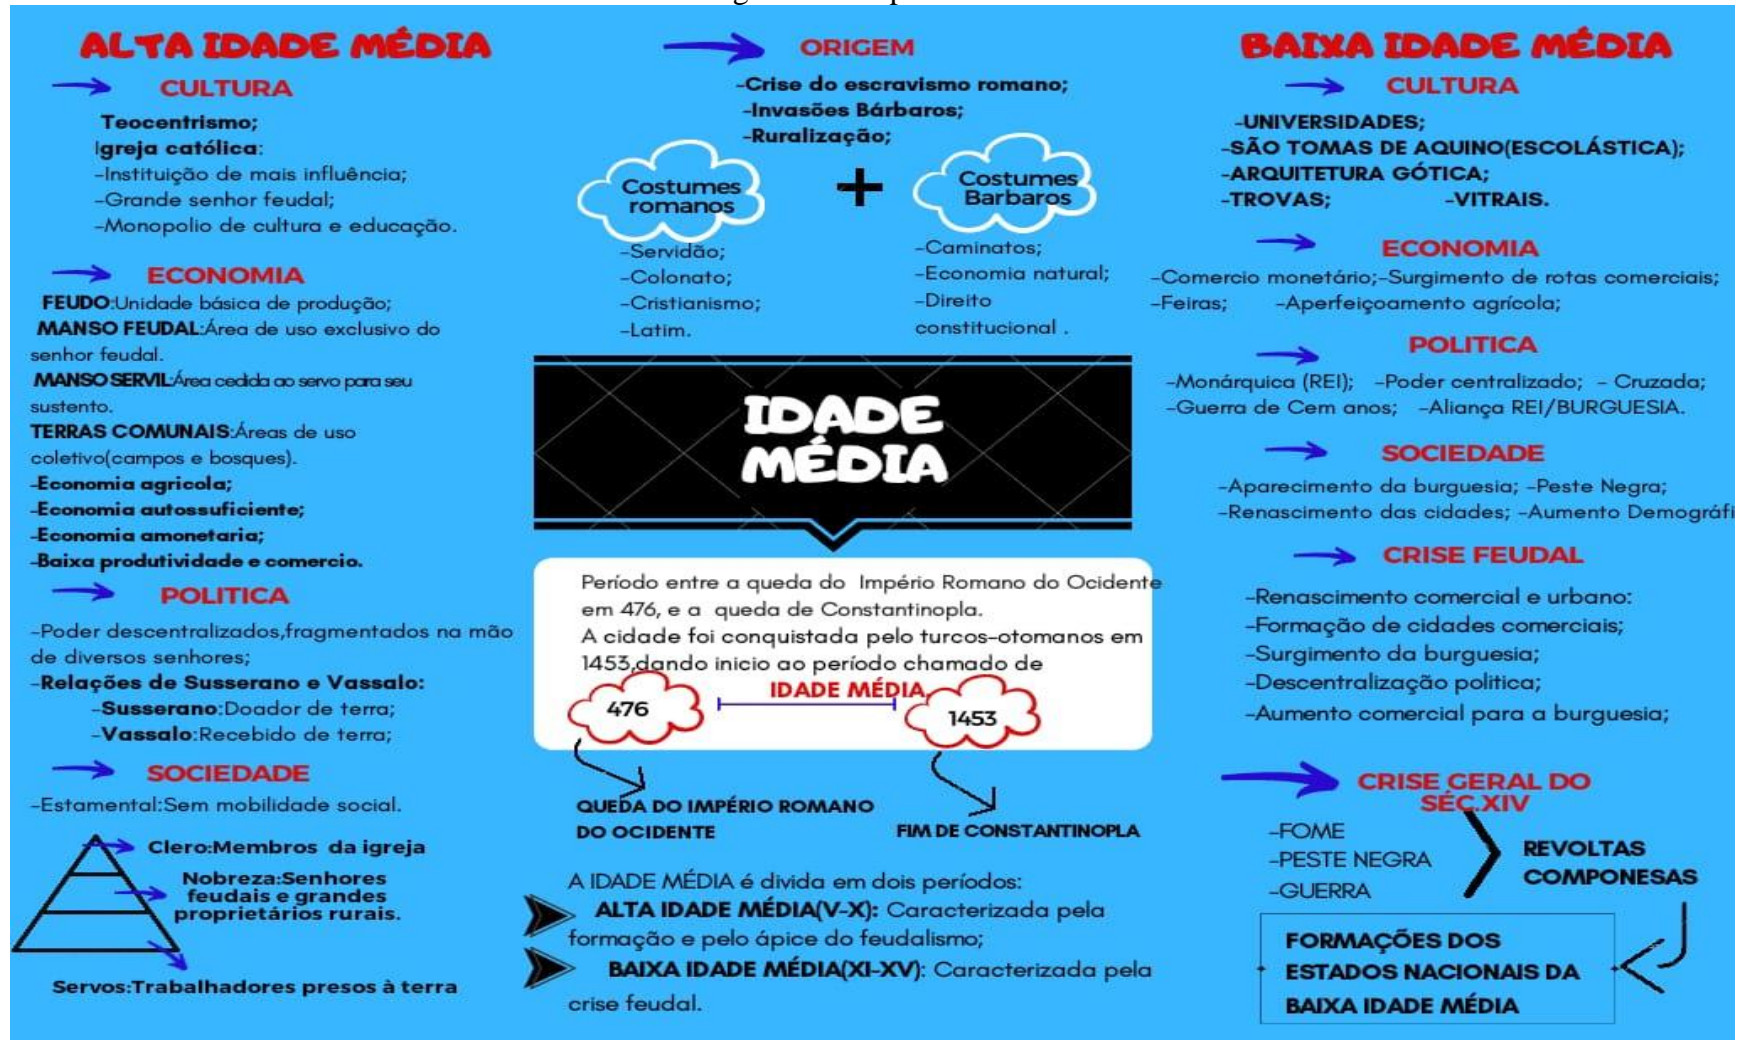 ALTA IDADE MÉDIA
CULTURA
Teocentrismo;
Igreja católica:
-Instituição de mais influência;
-Grande senhor feudal;
-Monopolio de cultura e educação.
ECONOMIA
FEUDO:Unidade básica de produção;
MANSO FEUDAL:Área de uso exclusivo do
senhor feudal.
MANSO SERVIL:Área cedida ao servo para seu
sustento.
TERRAS COMUNAIS:Áreas de uso
coletivo(campos e bosques).
-Economia agricola;
-Economia autossuficiente;
-Economia amonetaria;
-Baixa produtividade e comercio.
POLITICA
-Poder descentralizados,fragmentados na mão
de diversos senhores;
-Relações de Susserano e Vassalo:
-Susserano:Doador de terra;
-Vassalo:Recebido de terra;
SOCIEDADE
-Estamental:Sem mobilidade social.
Clero:Membros da igreja
Nobreza:Senhores
feudais e grandes
proprietários rurais.
Servos:Trabalhadores presos à terra
ORIGEM
-Crise do escravismo romano;
-Invasões Bárbaros;
-Ruralização;
Costumes
romanos
+
Costumes
Barbaros
-Servidão;
-Colonato;
-Cristianismo;
-Latim.
-Caminatos;
-Economia natural;
-Direito
constitucional .
IDADE
MÉDIA
Período entre a queda do Império Romano do Ocidente
em 476, e a queda de Constantinopla.
A cidade foi conquistada pelo turcos-otomanos em
1453,dando inicio ao período chamado de
IDADE MÉDIA.
476
1453
QUEDA DO IMPÉRIO ROMANO
DO OCIDENTE
FIM DE CONSTANTINOPLA
A IDADE MÉDIA é divida em dois períodos:
ALTA IDADE MÉDIA(V-X): Caracterizada pela
formação e pelo ápice do feudalismo;
BAIXA IDADE MÉDIA(XI-XV): Caracterizada pela
crise feudal.
BAIXA IDADE MÉDIA
CULTURA
-UNIVERSIDADES;
-SÃO TOMAS DE AQUINO(ESCOLÁSTICA);
-ARQUITETURA GÓTICA;
-TROVAS; -VITRAIS.
ECONOMIA
-Comercio monetário;-Surgimento de rotas comerciais;
-Feiras; -Aperfeiçoamento agrícola;
POLITICA
-Monárquica (REI); -Poder centralizado; - Cruzada;
-Guerra de Cem anos; -Aliança REI/BURGUESIA.
SOCIEDADE
-Aparecimento da burguesia; -Peste Negra;
-Renascimento das cidades; -Aumento Demográfi
CRISE FEUDAL
-Renascimento comercial e urbano:
-Formação de cidades comerciais;
-Surgimento da burguesia;
-Descentralização politica;
-Aumento comercial para a burguesia;
CRISE GERAL DO
SÉC.XIV
-FOME
-PESTE NEGRA
-GUERRA
REVOLTAS
COMPONESAS
FORMAÇÕES DOS
ESTADOS NACIONAIS DA
BAIXA IDADE MÉDIA